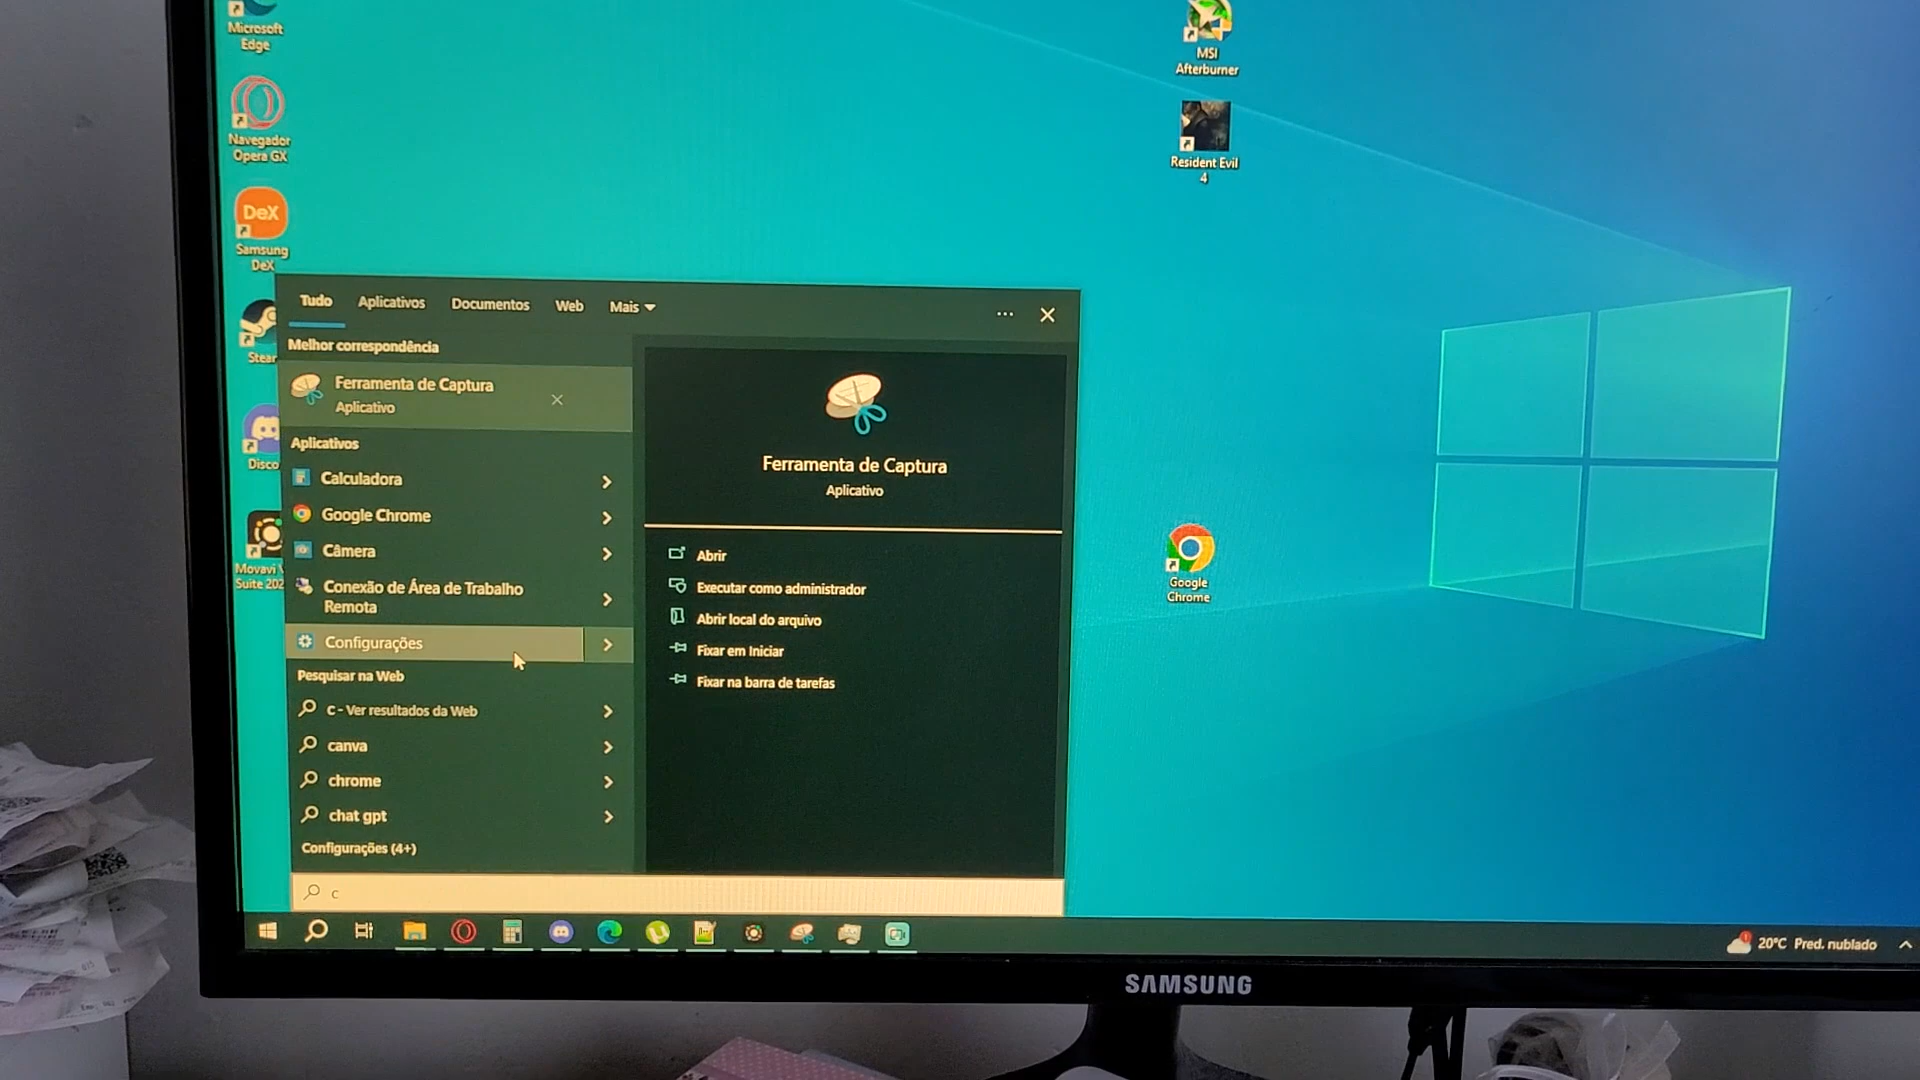 Microsoft
Edge
Navegador
Opera GX
DeX
Samsung
DeX
Stear
Disco
Movavi
Suite 202
MSI
Afterburner
Resident Evil
4
Google
Chrome
Tudo
Aplicativos
Documentos
Web
Mais
Melhor correspondência
Ferramenta de Captura
Aplicativo
Aplicativos
Calculadora
Google Chrome
Câmera
Conexão de Área de Trabalho
Remota
Configurações
Pesquisar na Web
c - Ver resultados da Web
canva
chrome
chat gpt
Configurações (4+)
c
Ferramenta de Captura
Aplicativo
Abrir
Executar como administrador
Abrir local do arquivo
Fixar em Iniciar
Fixar na barra de tarefas
20°C Pred. nublado
SAMSUNG